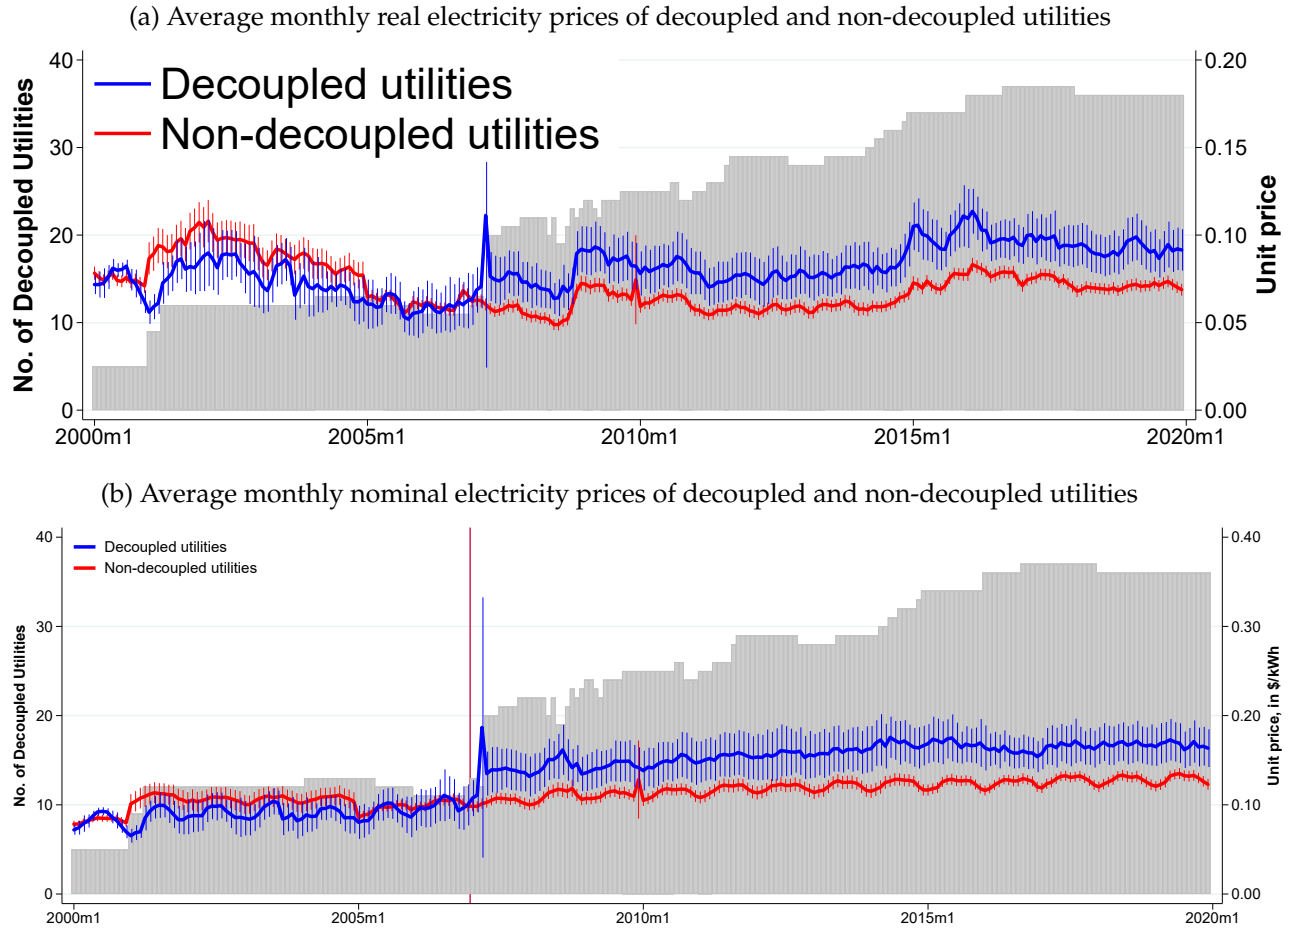 (a) Average monthly real electricity prices of decoupled and non-decoupled utilities
No. of Decoupled Utilities
40
30
20
10
0
Decoupled utilities
Non-decoupled utilities
0.20
0.15
0.10
0.05
0.00
Unit price
2000m1 2005m1 2010m1 2015m1 2020m1
(b) Average monthly nominal electricity prices of decoupled and non-decoupled utilities
No. of Decoupled Utilities
40
30
20
10
0
Decoupled utilities
Non-decoupled utilities
0.40
0.30
0.20
0.10
0.00
Unit price, in $/kWh
2000m1 2005m1 2010m1 2015m1 2020m1